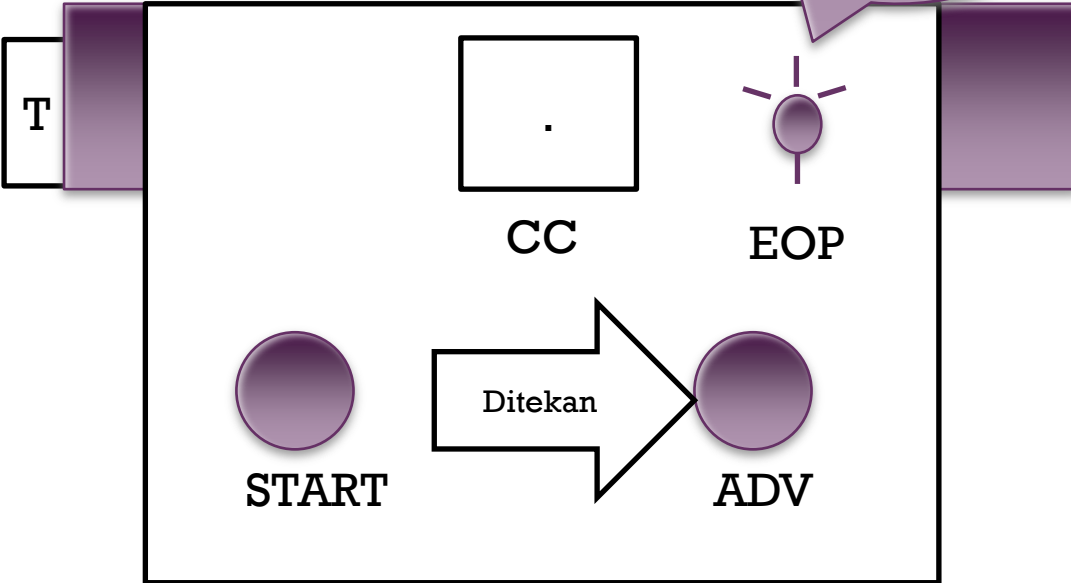 T
.
CC
EOP
Ditekan
START
ADV